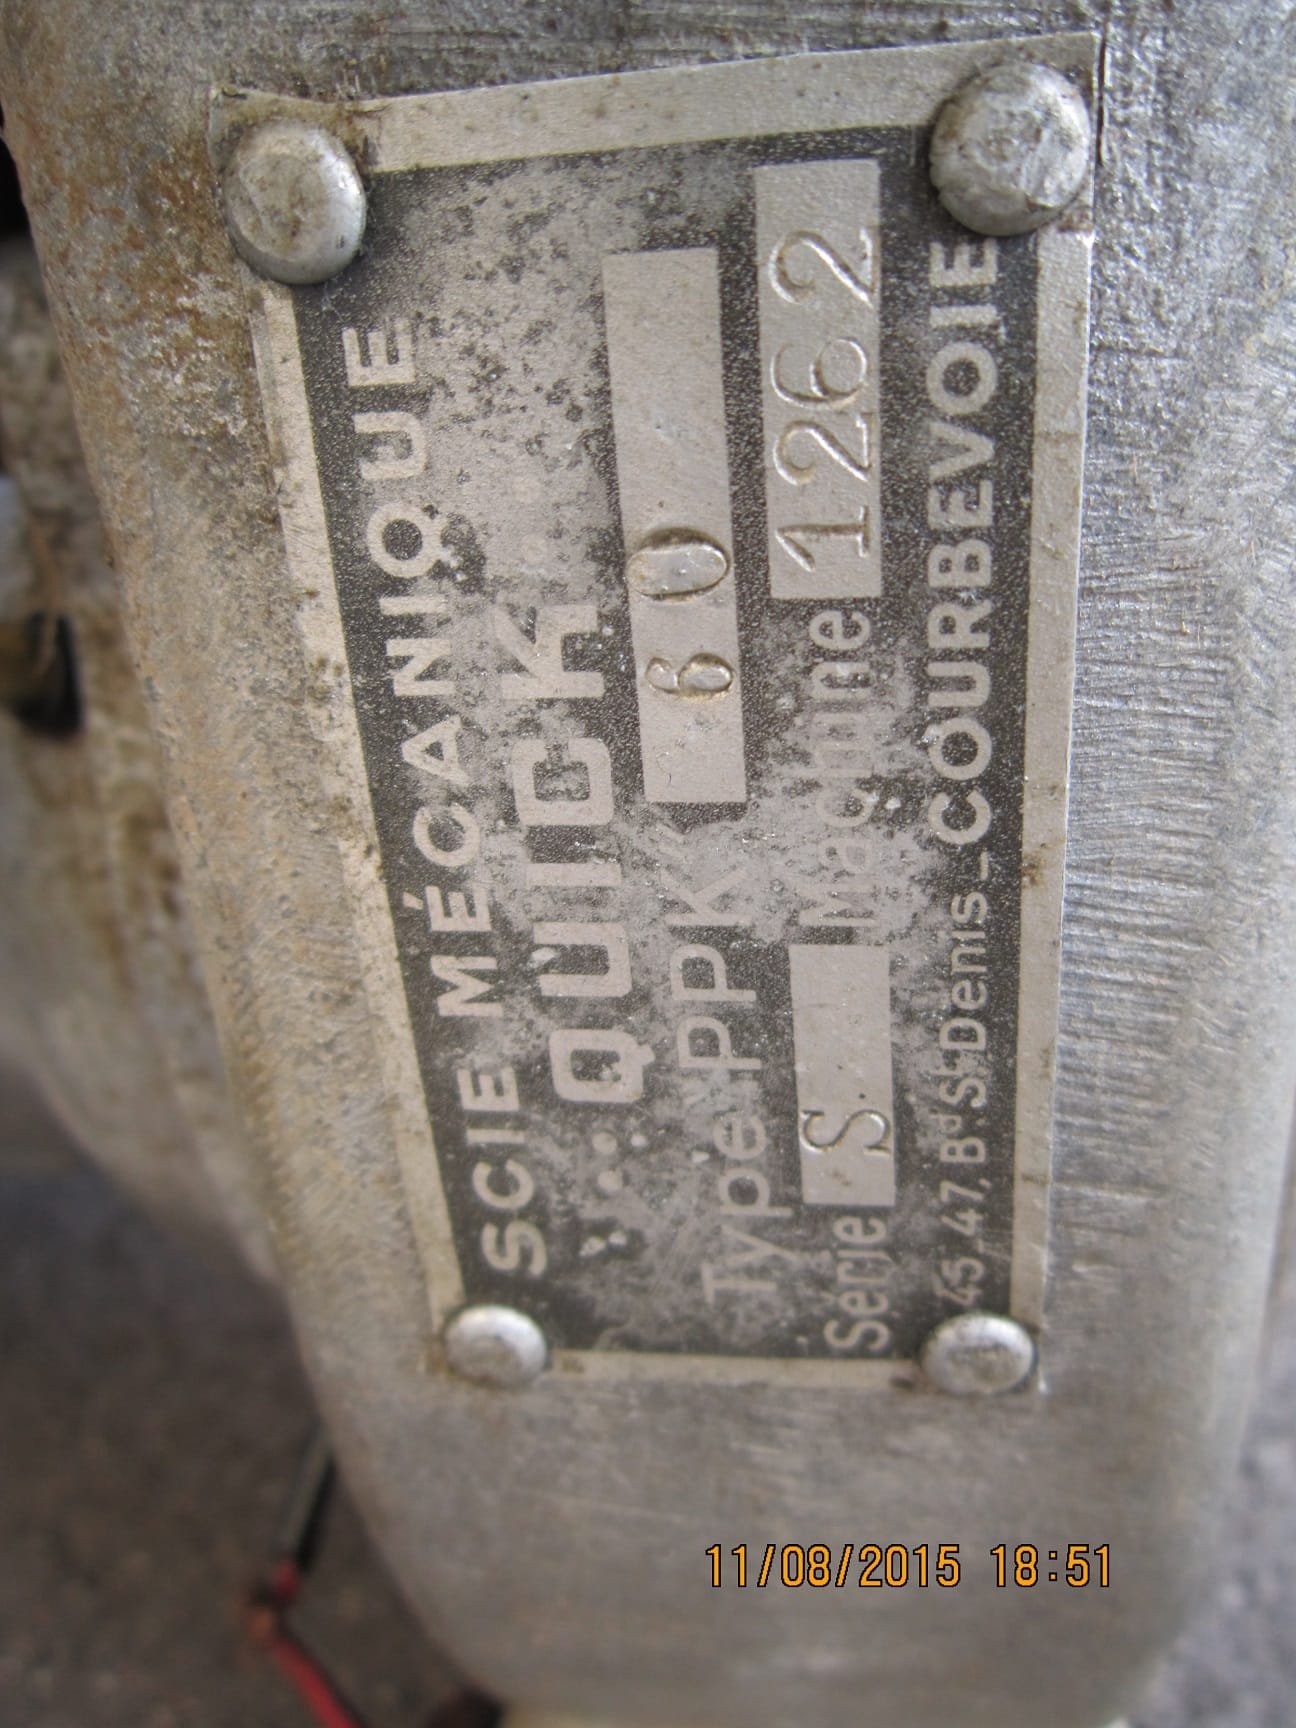 SCIE MÉCANIQUE
QUICK
Type "PPK" 60
Série S Machine 1262
45_47, Bd St Denis_COURBEVOIE
11/08/2015 18:51